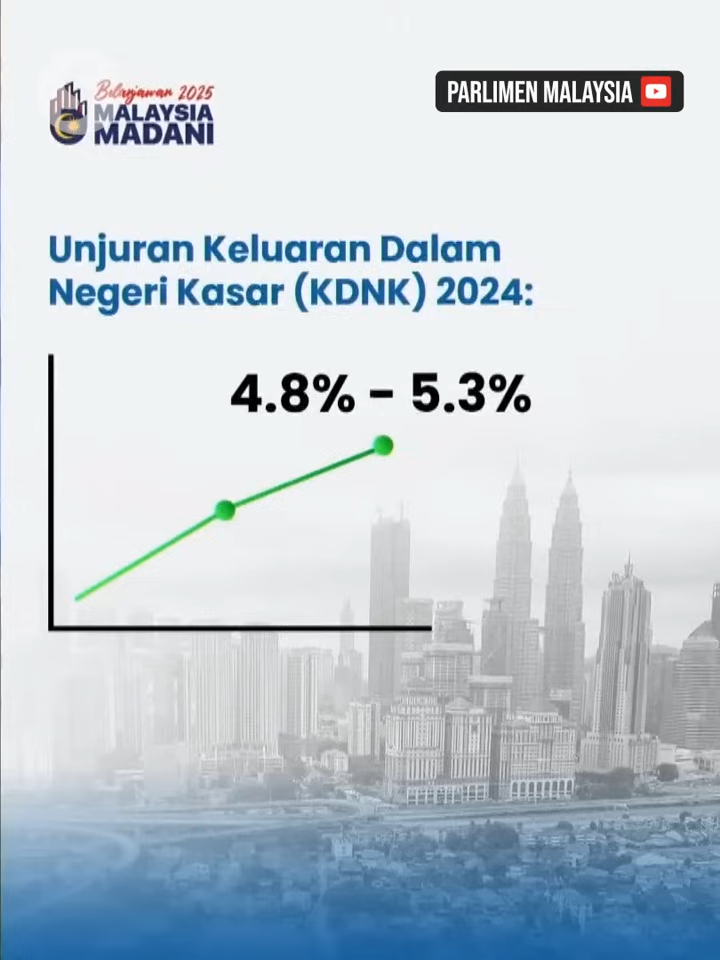 Belanjawan 2025
MALAYSIA
MADANI
PARLIMEN MALAYSIA
Unjuran Keluaran Dalam
Negeri Kasar (KDNK) 2024:
4.8% – 5.3%